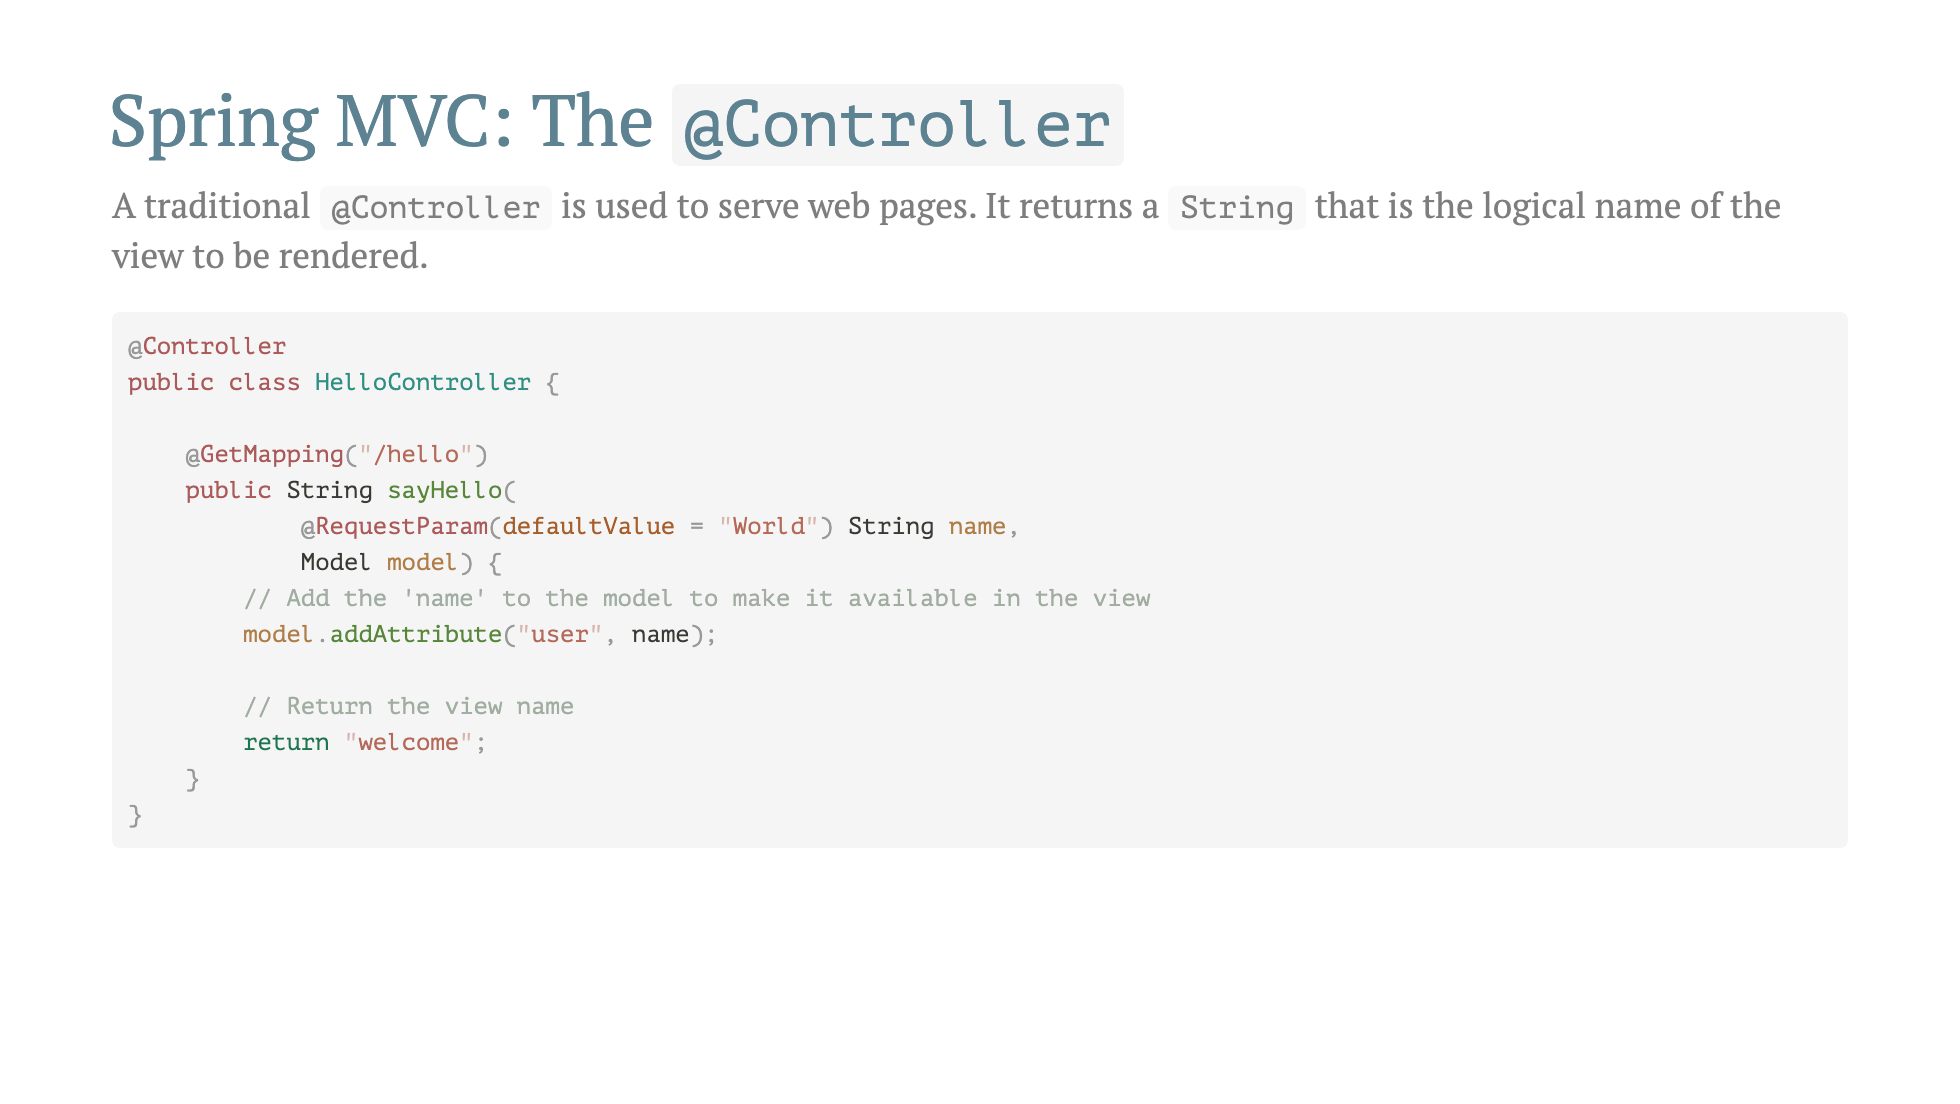 Spring MVC: The @Controller
A traditional @Controller is used to serve web pages. It returns a String that is the logical name of the
view to be rendered.
@Controller
public class HelloController {
    @GetMapping("/hello")
    public String sayHello(
            @RequestParam(defaultValue = "World") String name,
            Model model) {
        // Add the 'name' to the model to make it available in the view
        model.addAttribute("user", name);
        // Return the view name
        return "welcome";
    }
}